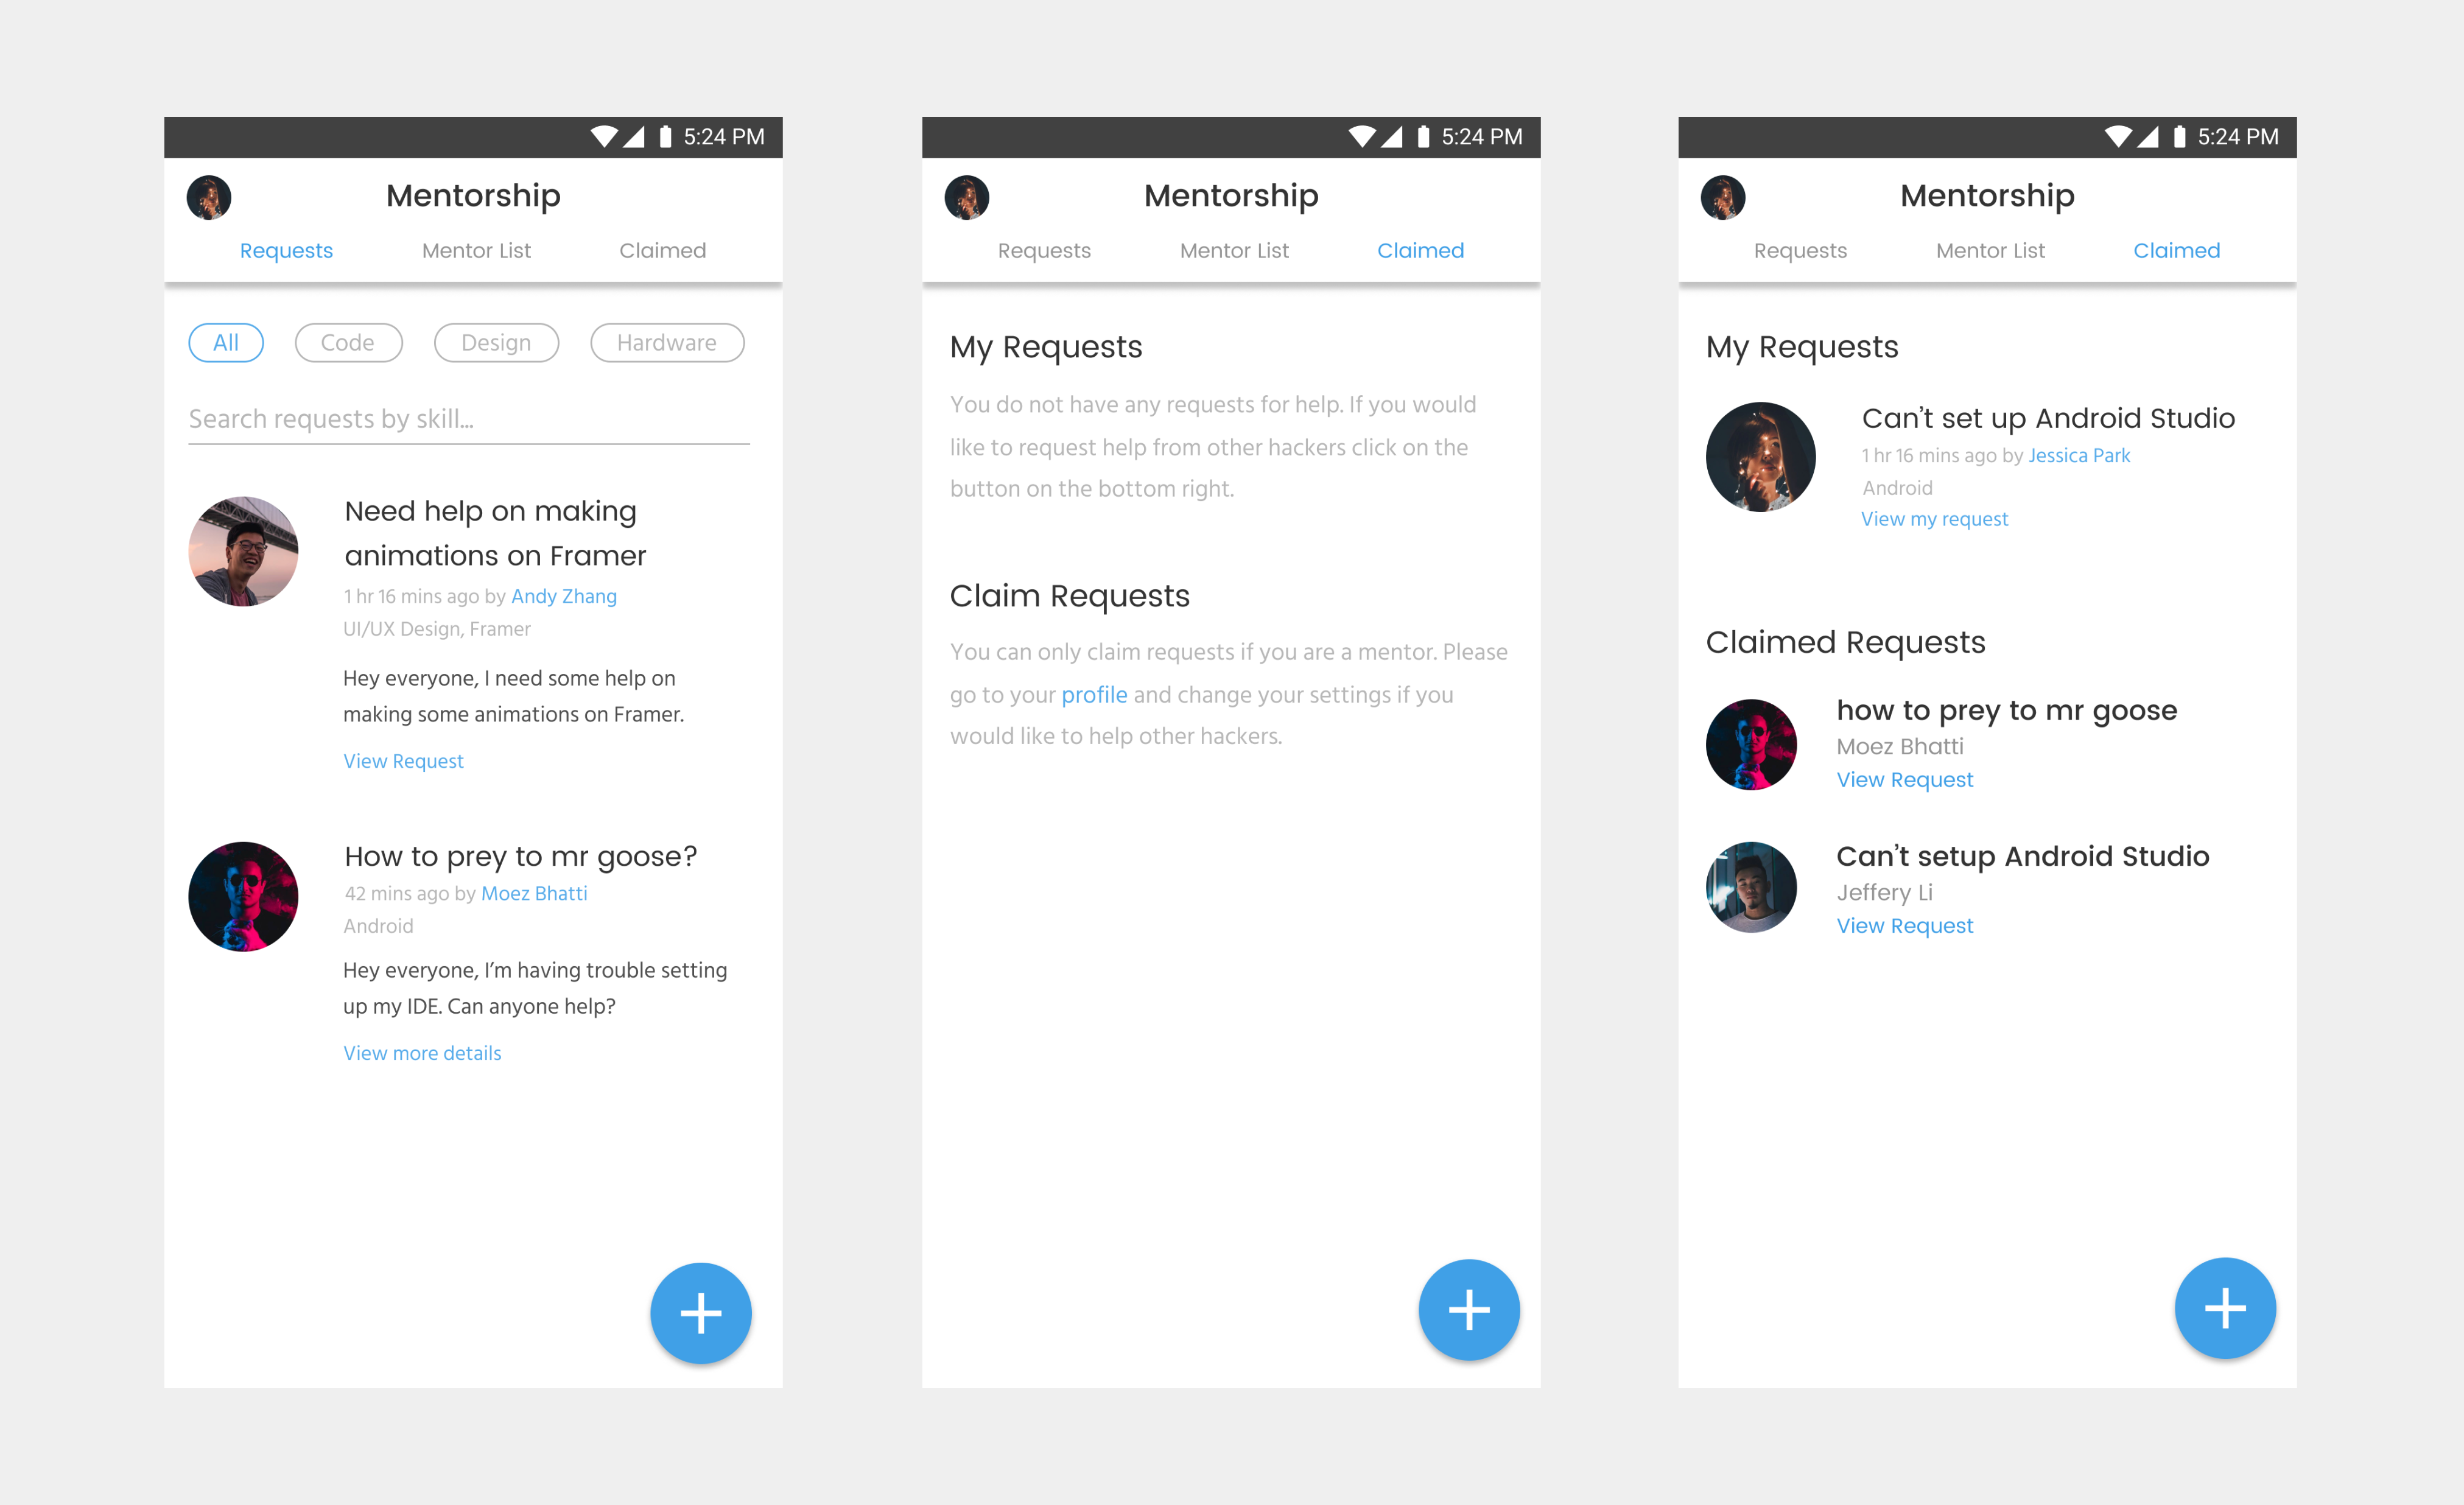 5:24 PM
Mentorship
Requests Mentor List Claimed
All Code Design Hardware
Search requests by skill...
Need help on making
animations on Framer
1 hr 16 mins ago by Andy Zhang
UI/UX Design, Framer
Hey everyone, I need some help on
making some animations on Framer.
View Request
How to prey to mr goose?
42 mins ago by Moez Bhatti
Android
Hey everyone, I’m having trouble setting
up my IDE. Can anyone help?
View more details
5:24 PM
Mentorship
Requests Mentor List Claimed
My Requests
You do not have any requests for help. If you would
like to request help from other hackers click on the
button on the bottom right.
Claim Requests
You can only claim requests if you are a mentor. Please
go to your profile and change your settings if you
would like to help other hackers.
5:24 PM
Mentorship
Requests Mentor List Claimed
My Requests
Can’t set up Android Studio
1 hr 16 mins ago by Jessica Park
Android
View my request
Claimed Requests
how to prey to mr goose
Moez Bhatti
View Request
Can’t setup Android Studio
Jeffery Li
View Request